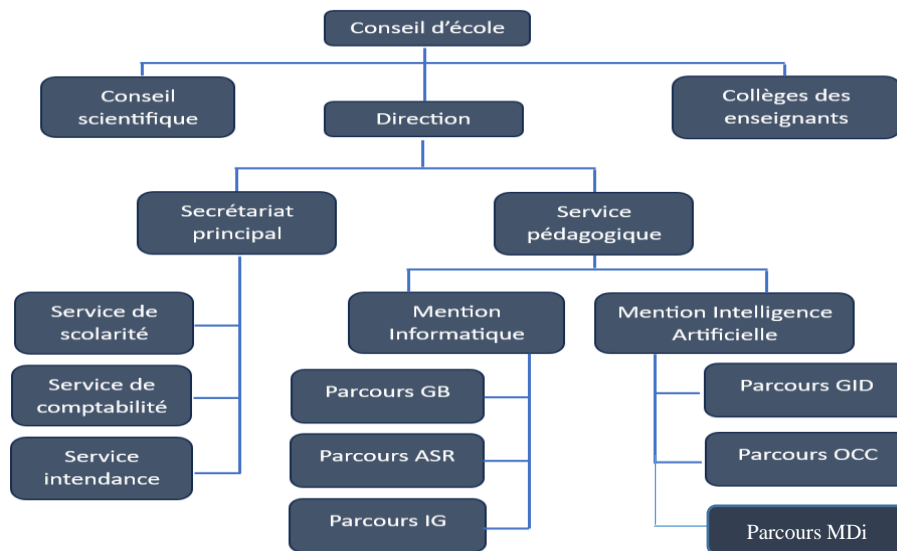 Conseil d'école
Conseil
scientifique
Direction
Collèges des
enseignants
Secrétariat
principal
Service
pédagogique
Service de
scolarité
Service de
comptabilité
Service
intendance
Mention
Informatique
Parcours GB
Parcours ASR
Parcours IG
Mention Intelligence
Artificielle
Parcours GID
Parcours OCC
Parcours MDi